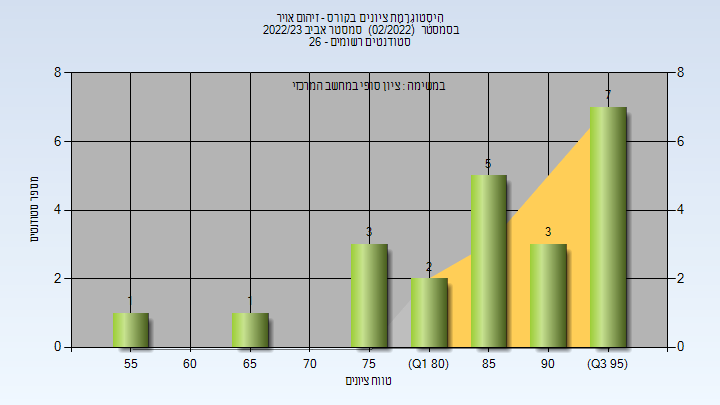 היסטוגרמת ציונים בקורס - זיהום אויר
בסמסטר (02/2022) סמסטר אביב 2022/23
סטודנטים רשומים - 26
במשימה : ציון סופי במחשב המרכזי
8 8
6 6
4 4
2 2
0 0
מספר סטודנטים
1 1 3 2 5 3 7
55 60 65 70 75 (Q1 80) 85 90 (Q3 95)
טווח ציונים